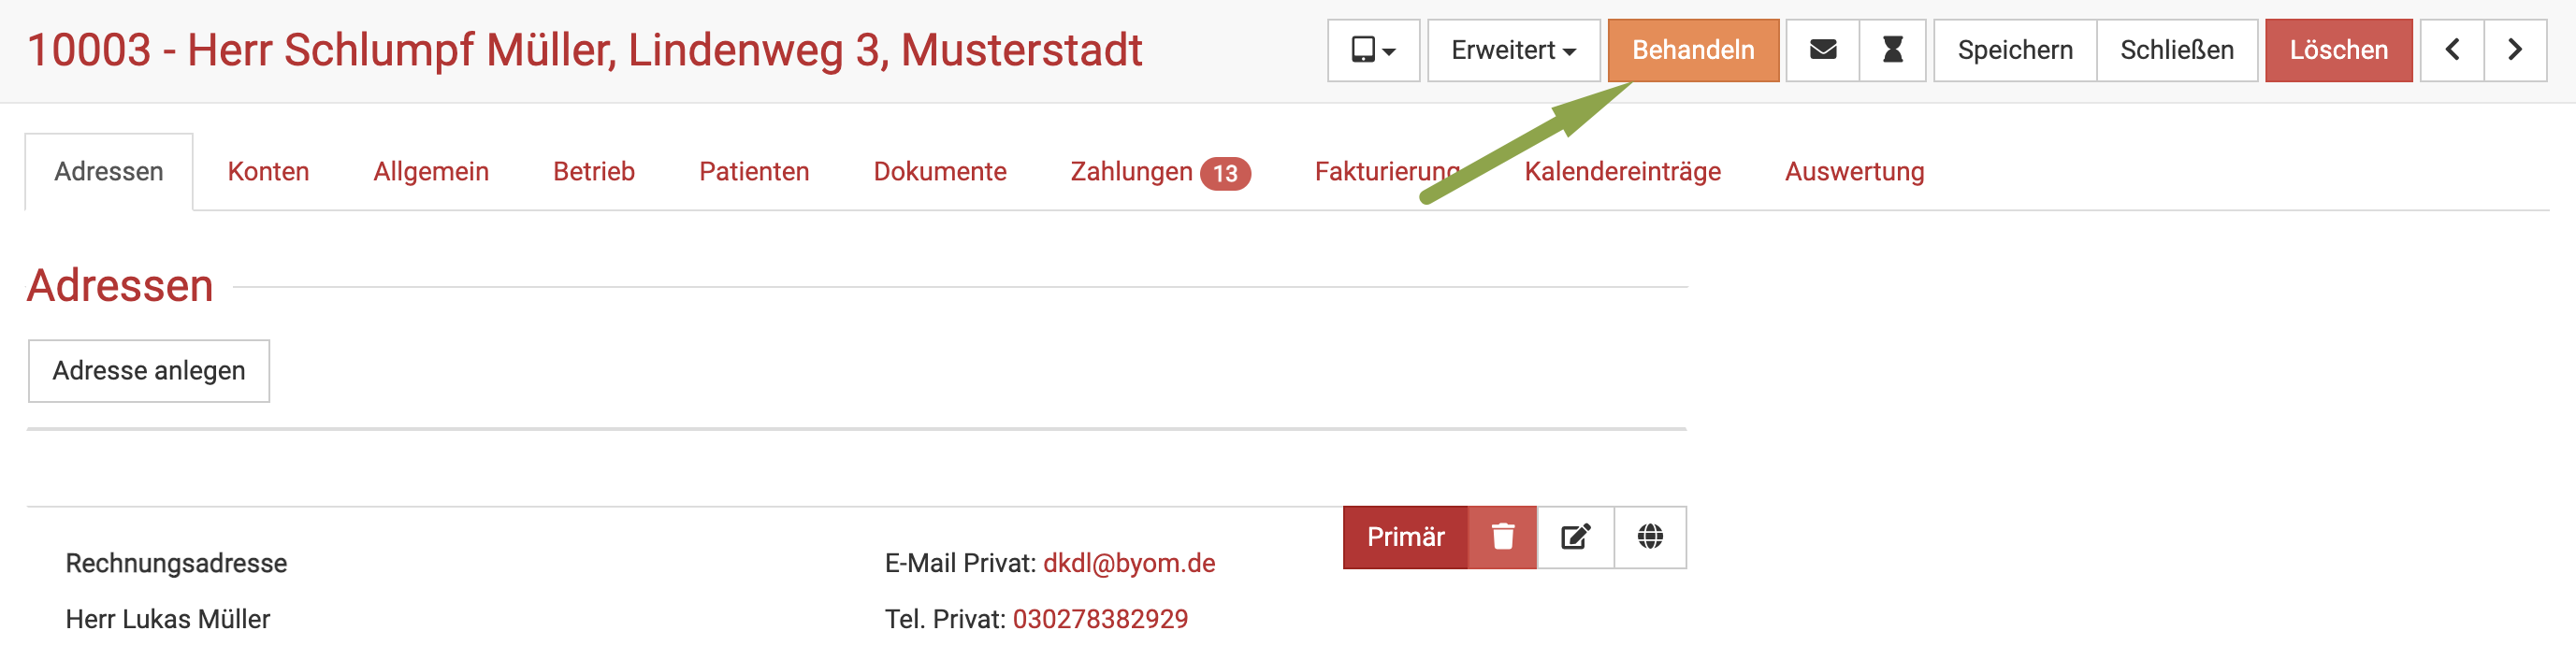 10003 - Herr Schlumpf Müller, Lindenweg 3, Musterstadt
Erweitert Behandeln Speichern Schließen Löschen
Adressen Konten Allgemein Betrieb Patienten Dokumente Zahlungen 13 Fakturierung Kalendereinträge Auswertung
Adressen
Adresse anlegen
Primär
Rechnungsadresse E-Mail Privat: dkdl@byom.de
Herr Lukas Müller Tel. Privat: 030278382929